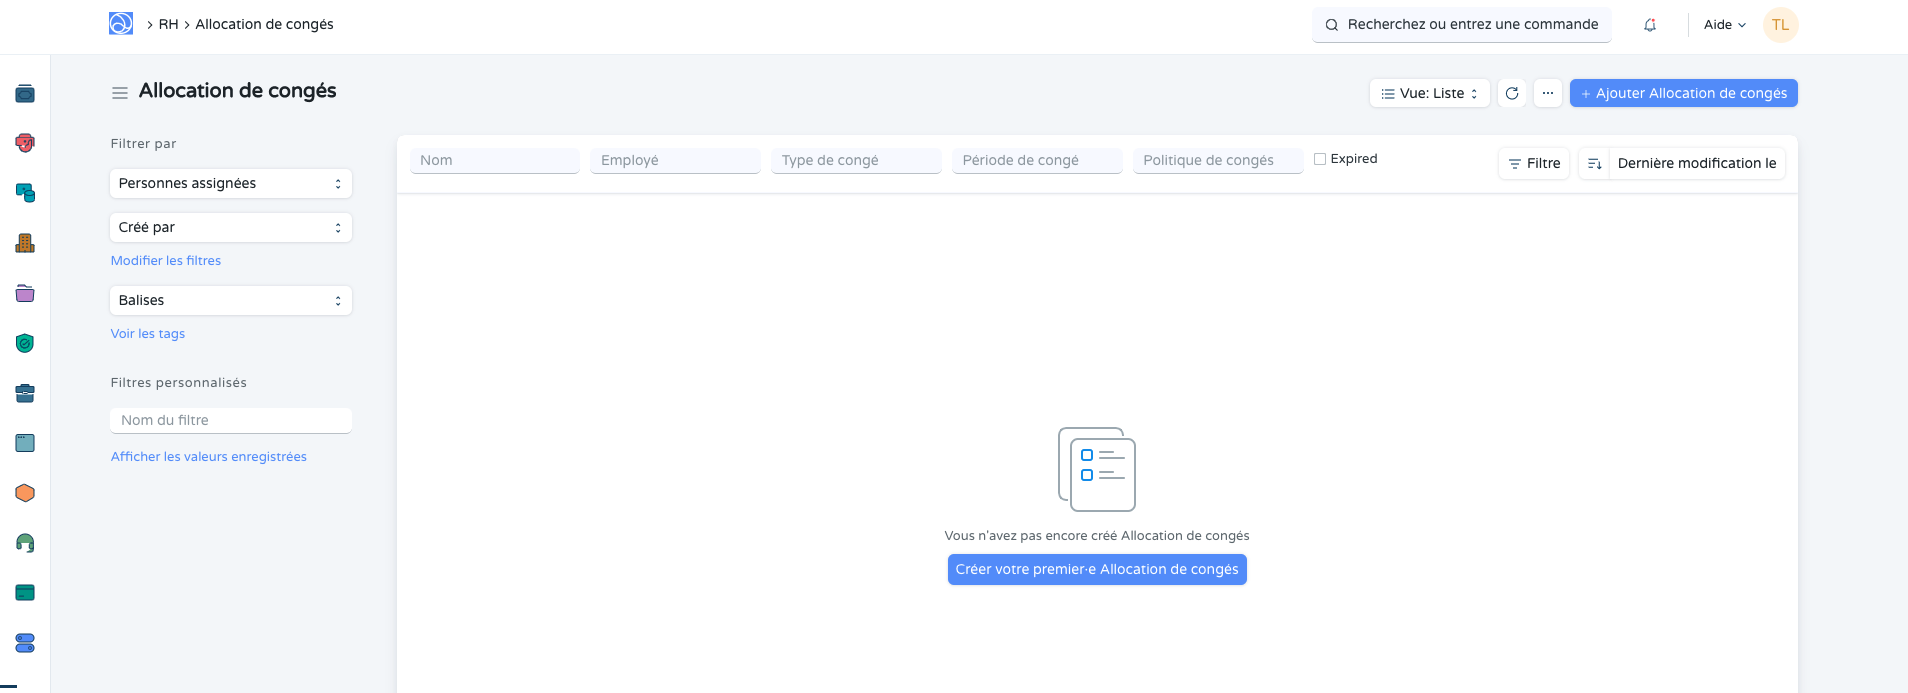 RH
Allocation de congés
Recherchez ou entrez une commande
Aide
TL
Allocation de congés
Vue: Liste
...
+ Ajouter Allocation de congés
Filtrer par
Personnes assignées
Créé par
Modifier les filtres
Balises
Voir les tags
Filtres personnalisés
Nom du filtre
Afficher les valeurs enregistrées
Nom
Employé
Type de congé
Période de congé
Politique de congés
Expired
Filtre
Dernière modification le
Vous n'avez pas encore créé Allocation de congés
Créer votre premier·e Allocation de congés